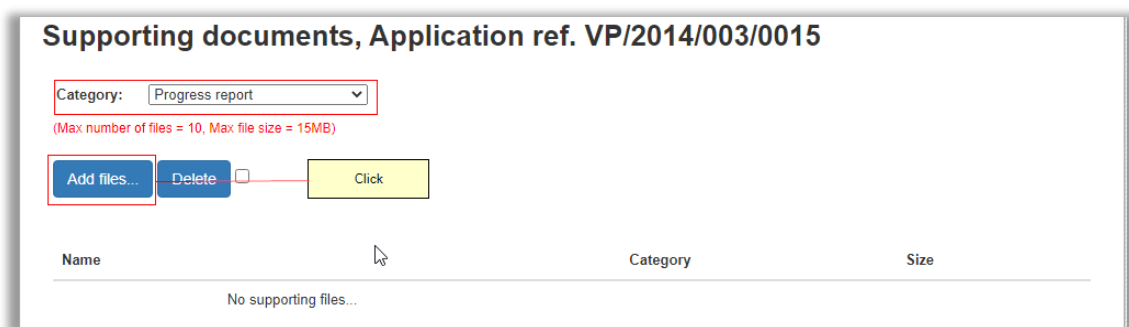 Supporting documents, Application ref. VP/2014/003/0015
Category: Progress report
(Max number of files = 10, Max file size = 15MB)
Add files... Delete Click
Name Category Size
No supporting files...